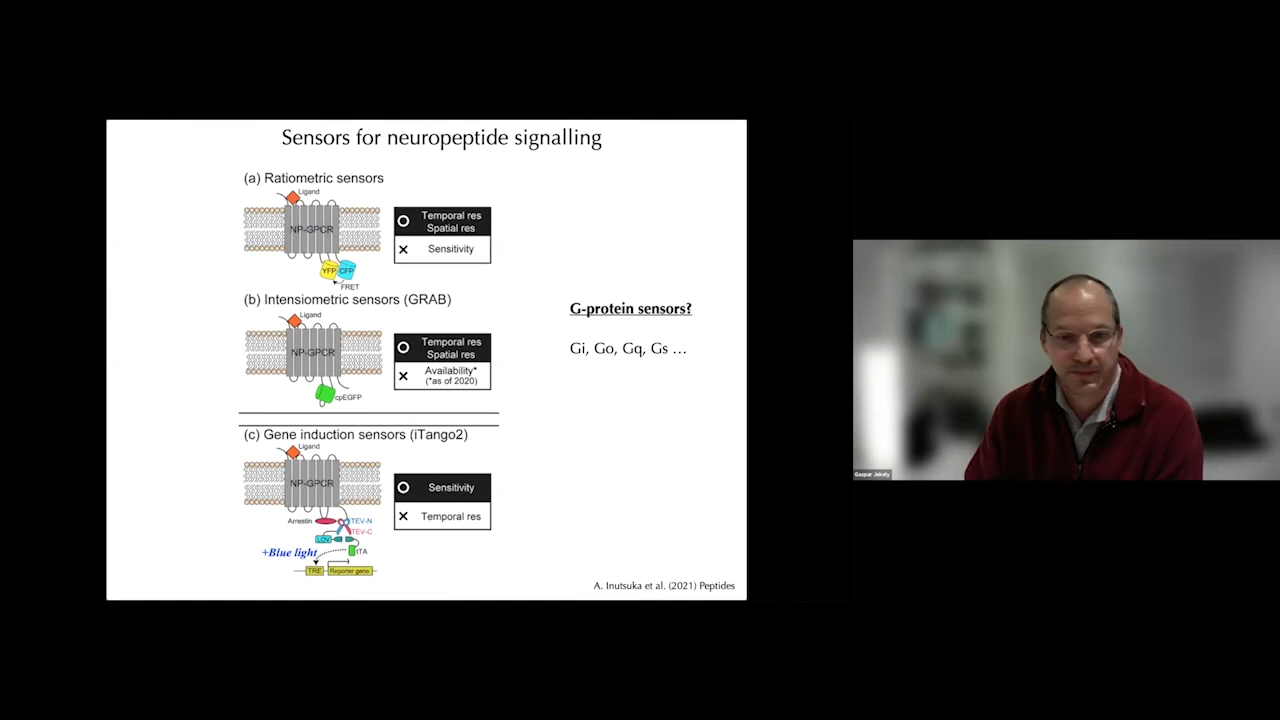 Sensors for neuropeptide signalling
(a) Ratiometric sensors
Ligand
NP-GPCR
YFP
CFP
FRET
Temporal res
Spatial res
Sensitivity
(b) Intensiometric sensors (GRAB)
Ligand
NP-GPCR
cpEGFP
Temporal res
Spatial res
Availability*
(*as of 2020)
(c) Gene induction sensors (iTango2)
Ligand
NP-GPCR
Arrestin
TEV-N
TEV-C
LOV
tTA
+Blue light
TRE
Reporter gene
Sensitivity
Temporal res
G-protein sensors?
Gi, Go, Gq, Gs …
A. Inutsuka et al. (2021) Peptides
Gaspar Jekely